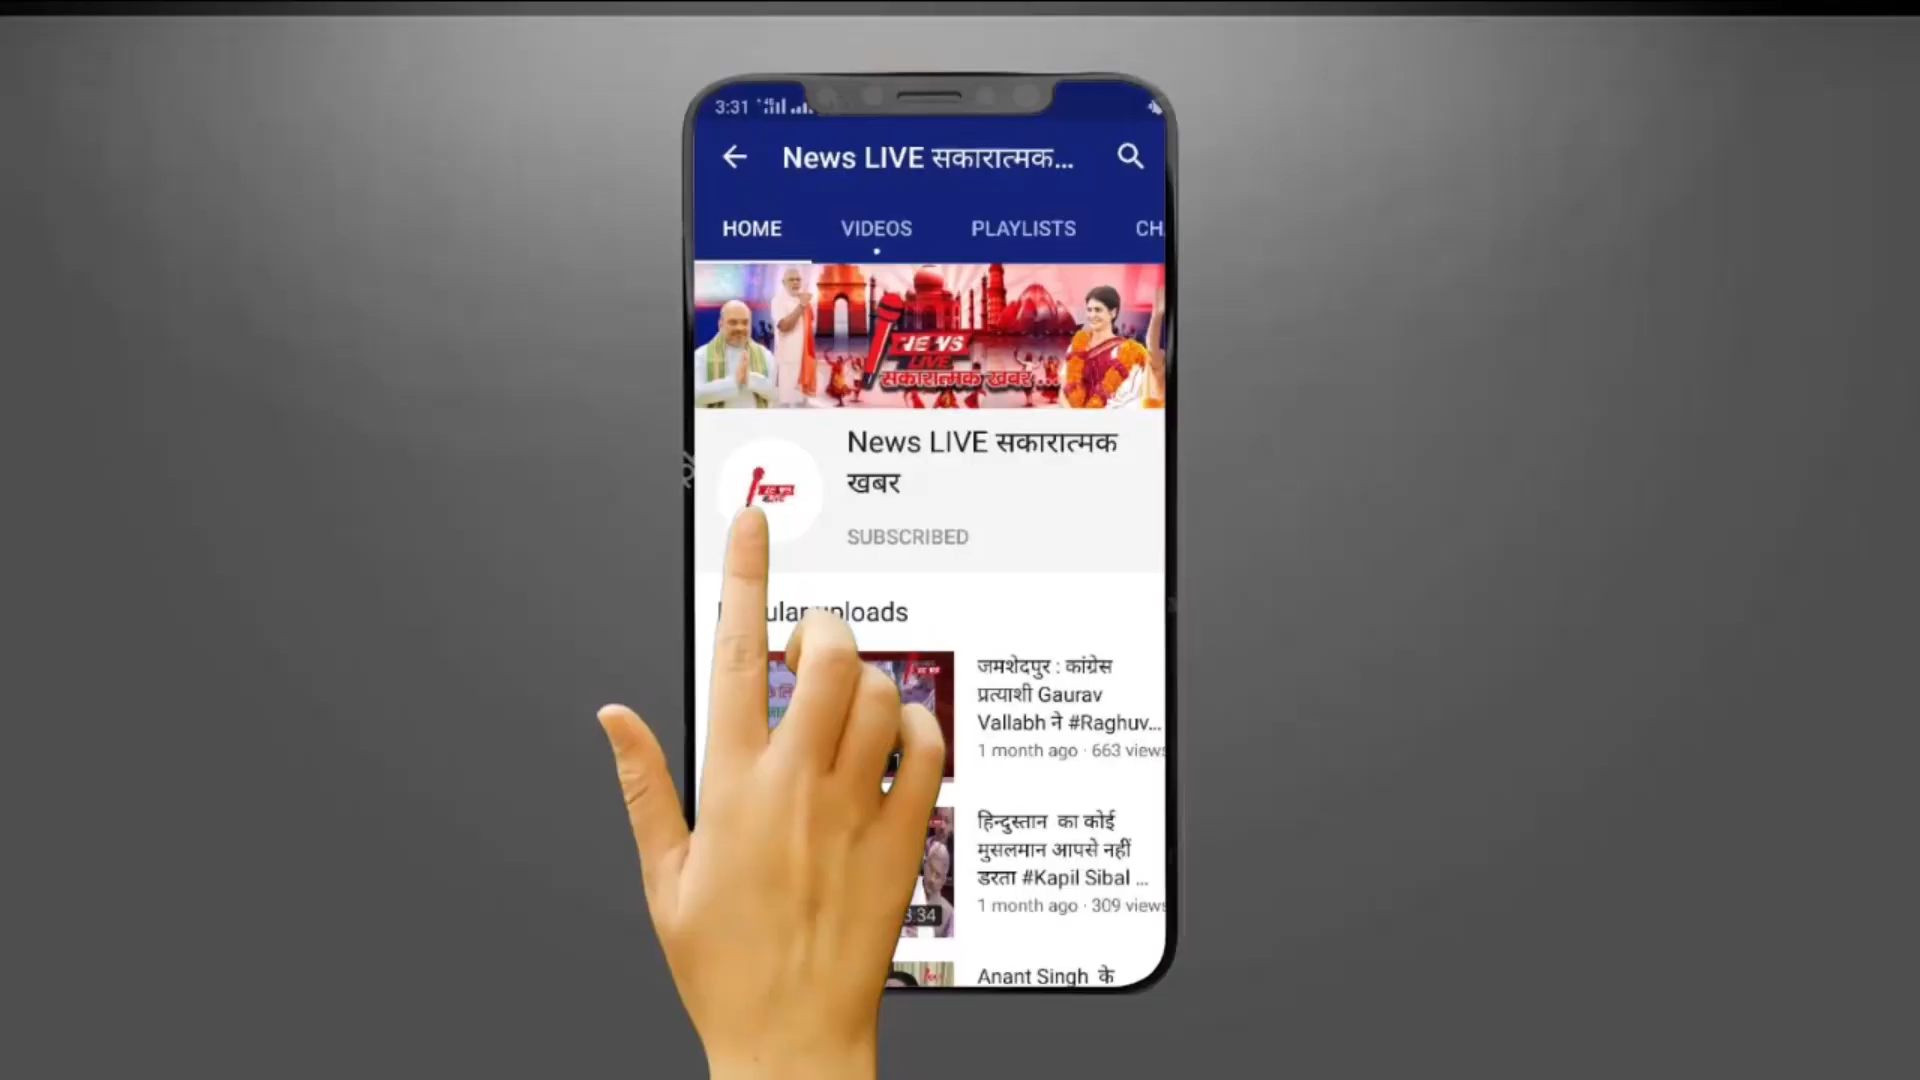 3:31
News LIVE सकारात्मक...
HOME VIDEOS PLAYLISTS CH
NEWS
LIVE
सकारात्मक खबर ...
News LIVE सकारात्मक
खबर
SUBSCRIBED
uploads
जमशेदपुर : कांग्रेस
प्रत्याशी Gaurav
Vallabh ने #Raghuv...
1 month ago · 663 views
हिन्दुस्तान का कोई
मुसलमान आपसे नहीं
डरता #Kapil Sibal ...
1 month ago · 309 views
3:34
Anant Singh के